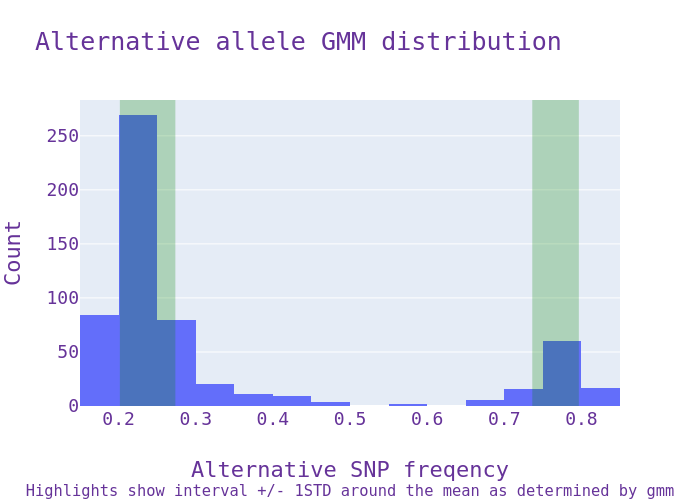 Alternative allele GMM distribution
250
200
150
100
50
0
Count
0.2 0.3 0.4 0.5 0.6 0.7 0.8
Alternative SNP freqency
Highlights show interval +/- 1STD around the mean as determined by gmm